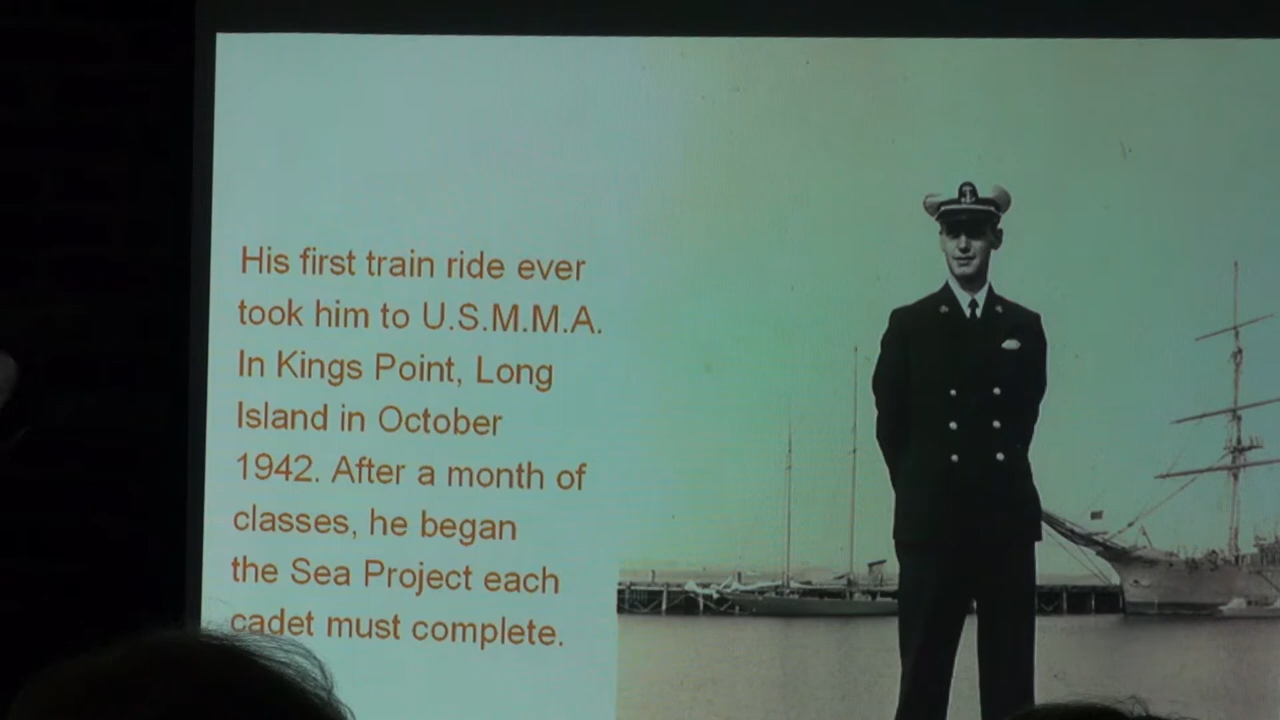 His first train ride ever
took him to U.S.M.M.A.
In Kings Point, Long
Island in October
1942. After a month of
classes, he began
the Sea Project each
cadet must complete.